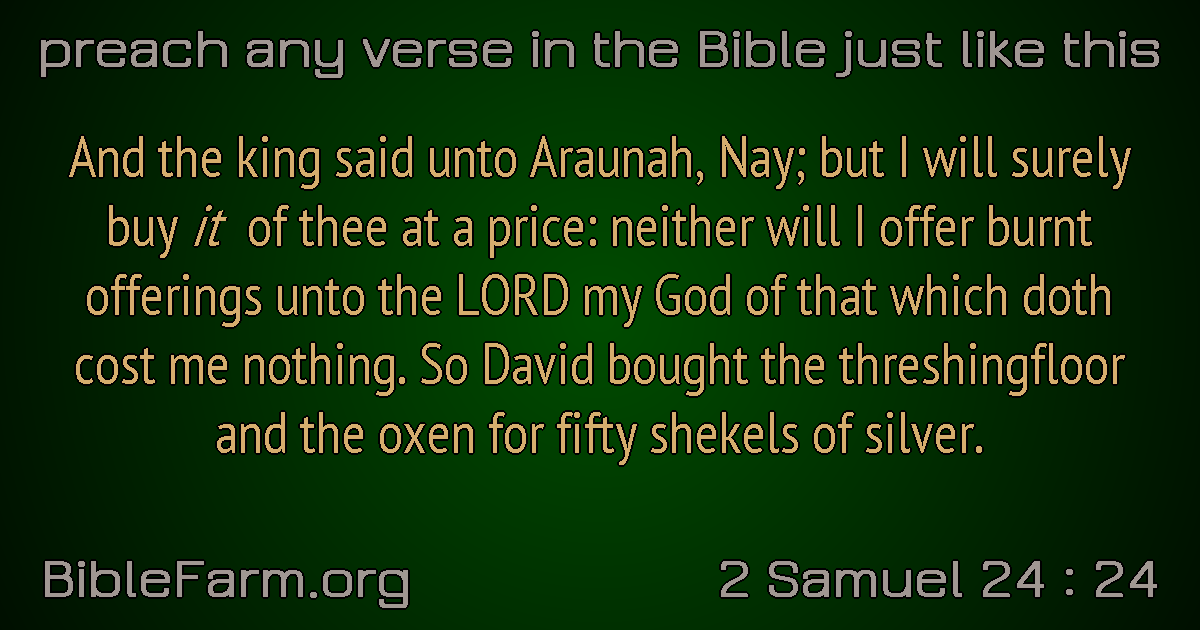 preach any verse in the Bible just like this
And the king said unto Araunah, Nay; but I will surely
buy it of thee at a price: neither will I offer burnt
offerings unto the LORD my God of that which doth
cost me nothing. So David bought the threshingfloor
and the oxen for fifty shekels of silver.
BibleFarm.org
2 Samuel 24 : 24